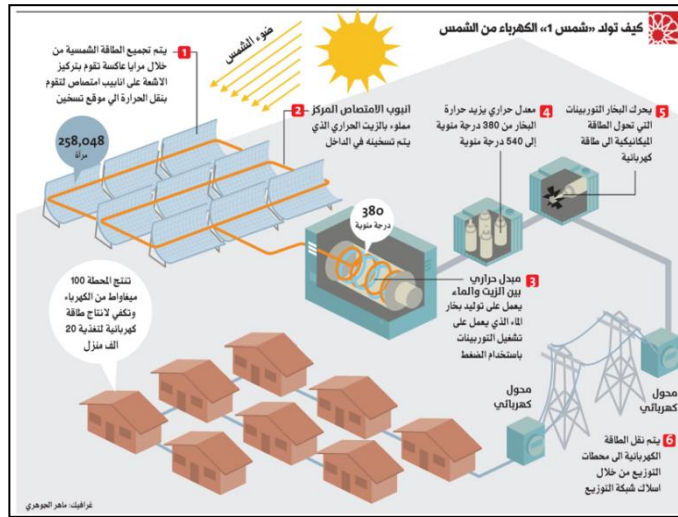 كيف تولد «شمس 1» الكهرباء من الشمس
ضوء الشمس
1
يتم تجميع الطاقة الشمسية من
خلال مرايا عاكسة تقوم بتركيز
الاشعة على انابيب امتصاص لتقوم
بنقل الحرارة الي موقع تسخين
258,048
مرآة
2
انبوب الامتصاص المركز
مملوء بالزيت الحراري الذي
يتم تسخينه في الداخل
380
درجة مئوية
3
مبدل حراري
بين الزيت والماء
يعمل على توليد بخار
الماء الذي يعمل على
تشغيل التوربينات
باستخدام الضغط
4
معدل حراري يزيد حرارة
البخار من 380 درجة مئوية
إلى 540 درجة مئوية
5
يحرك البخار التوربينات
التي تحول الطاقة
الميكانيكية الى طاقة
كهربائية
محول
كهربائي
محول
كهربائي
6
يتم نقل الطاقة
الكهربائية الى محطات
التوزيع من خلال
اسلاك شبكة التوزيع
تنتج المحطة 100
ميغاواط من الكهرباء
وتكفي لانتاج طاقة
كهربائية لتغذية 20
الف منزل
غرافيك: ماهر الجوهري